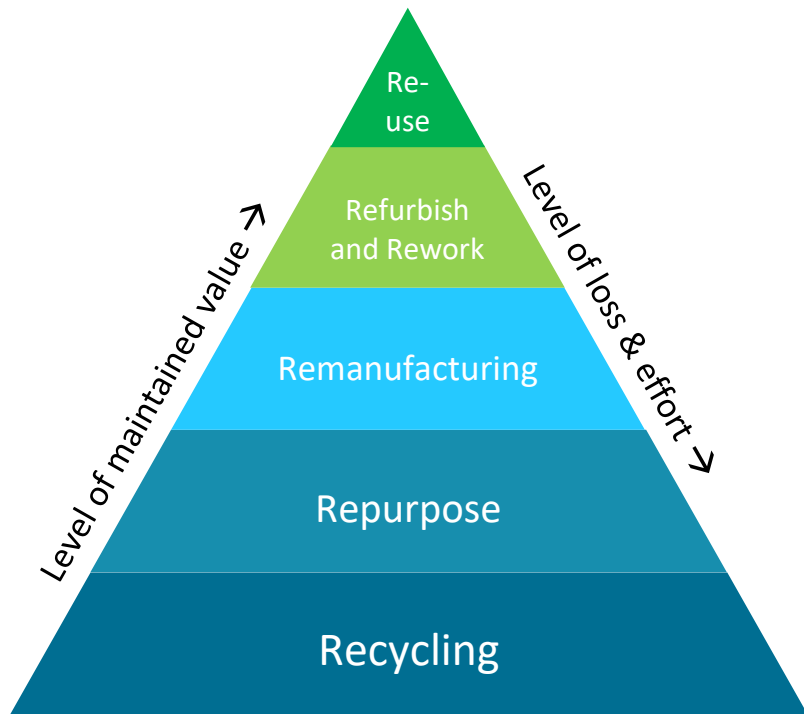 Re-
use
Refurbish
and Rework
Remanufacturing
Repurpose
Recycling
Level of maintained value →
Level of loss & effort →